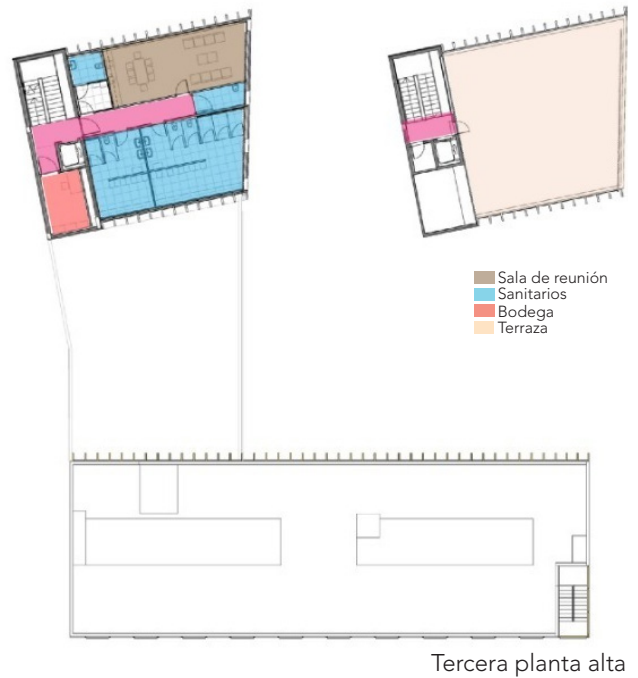 Sala de reunión
Sanitarios
Bodega
Terraza
Tercera planta alta